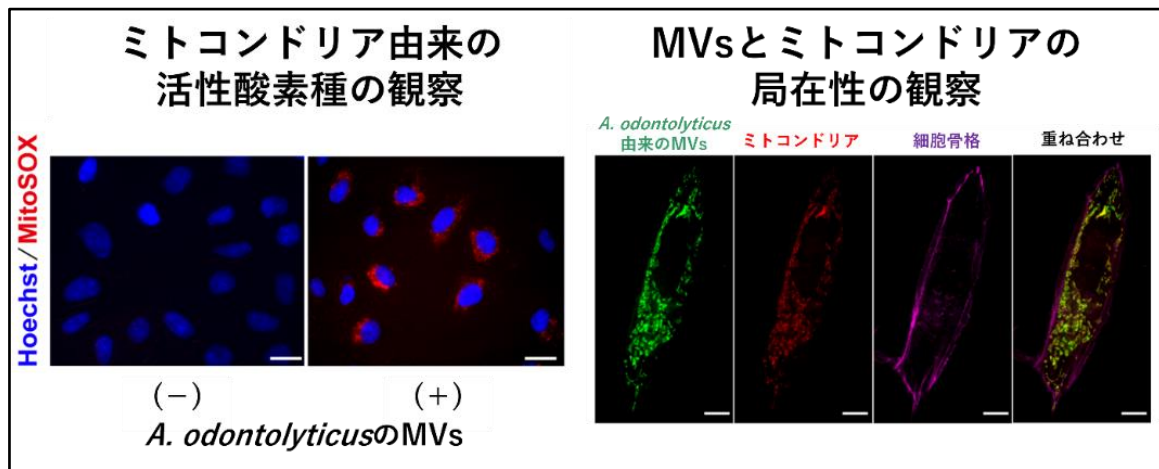 ミトコンドリア由来の
活性酸素種の観察
Hoechst/MitoSOX
(−)
(+)
A. odontolyticusのMVs
MVsとミトコンドリアの
局在性の観察
A. odontolyticus
由来のMVs
ミトコンドリア
細胞骨格
重ね合わせ